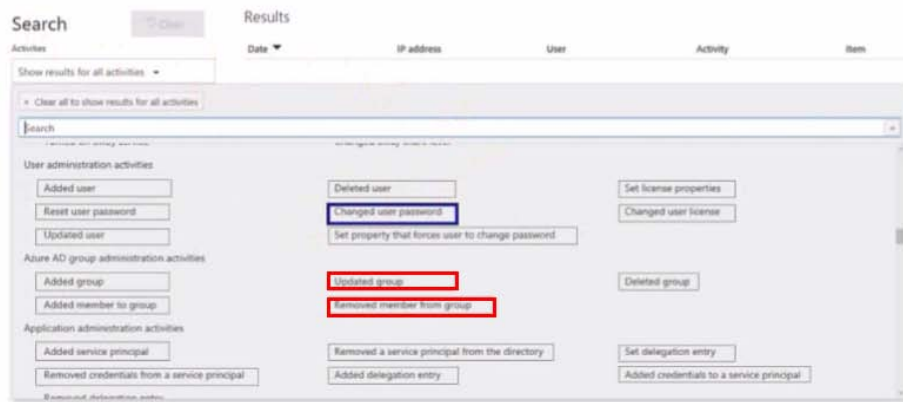 Search
Clear
Results
Activities
Date IP address User Activity Item
Show results for all activities
× Clear all to show results for all activities
Search
User administration activities
Added user Deleted user Set license properties
Reset user password Changed user password Changed user license
Updated user Set property that forces user to change password
Azure AD group administration activities
Added group Updated group Deleted group
Added member to group Removed member from group
Application administration activities
Added service principal Removed a service principal from the directory Set delegation entry
Removed credentials from a service principal Added delegation entry Added credentials to a service principal
Removed delegation entry